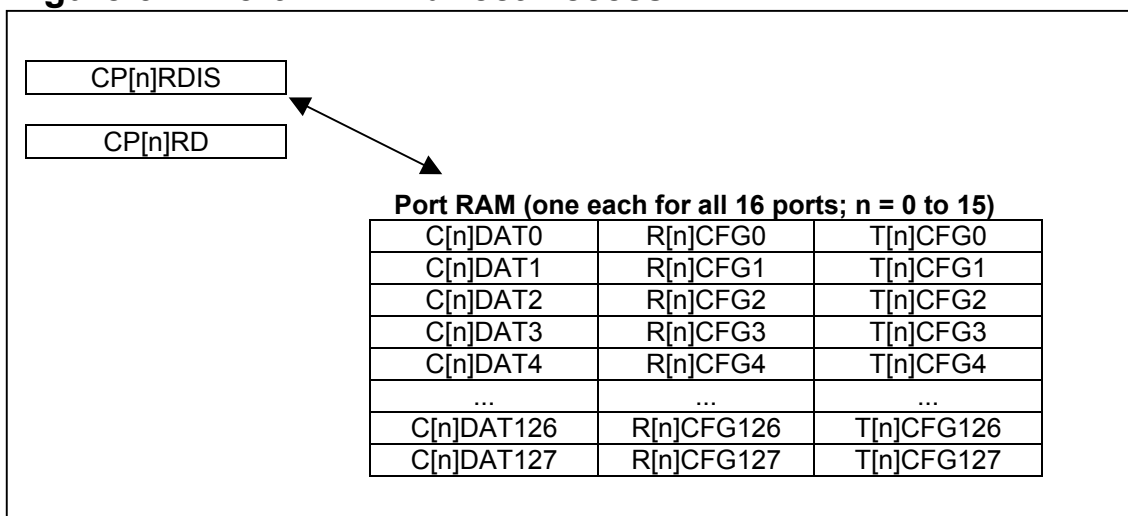 CP[n]RDIS
CP[n]RD
Port RAM (one each for all 16 ports; n = 0 to 15)
C[n]DAT0 R[n]CFG0 T[n]CFG0
C[n]DAT1 R[n]CFG1 T[n]CFG1
C[n]DAT2 R[n]CFG2 T[n]CFG2
C[n]DAT3 R[n]CFG3 T[n]CFG3
C[n]DAT4 R[n]CFG4 T[n]CFG4
... ... ...
C[n]DAT126 R[n]CFG126 T[n]CFG126
C[n]DAT127 R[n]CFG127 T[n]CFG127